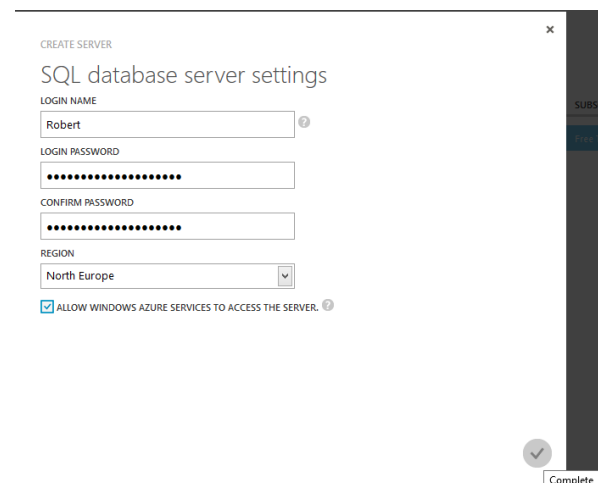 CREATE SERVER
SQL database server settings
LOGIN NAME
Robert
LOGIN PASSWORD
••••••••••••••••••••
CONFIRM PASSWORD
••••••••••••••••••••
REGION
North Europe
ALLOW WINDOWS AZURE SERVICES TO ACCESS THE SERVER.
SUBS
Free
Complete